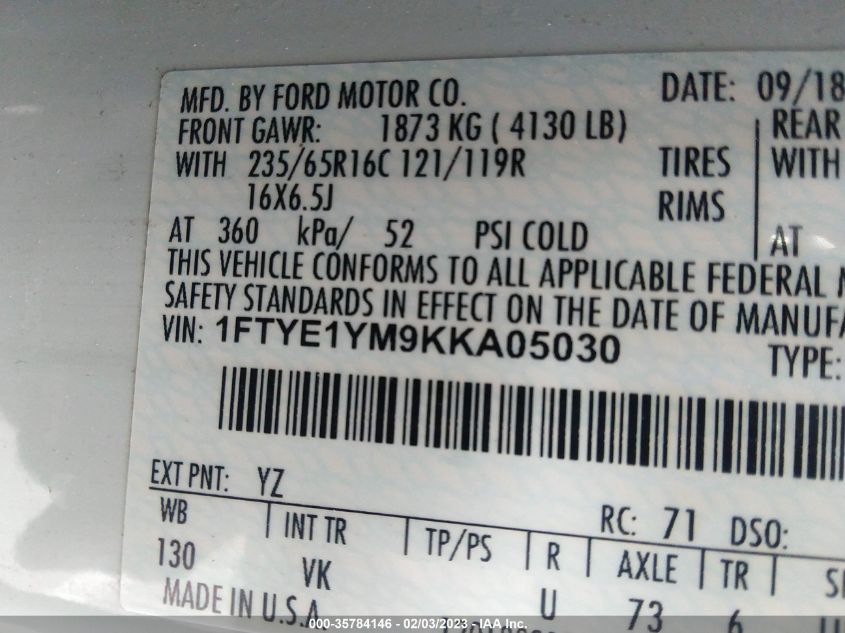 MFD. BY FORD MOTOR CO. DATE: 09/18
FRONT GAWR: 1873 KG ( 4130 LB) REAR
WITH 235/65R16C 121/119R TIRES WITH
16X6.5J RIMS
AT 360 kPa/ 52 PSI COLD AT
THIS VEHICLE CONFORMS TO ALL APPLICABLE FEDERAL
SAFETY STANDARDS IN EFFECT ON THE DATE OF MANUFA
VIN: 1FTYE1YM9KKA05030 TYPE:
EXT PNT: YZ RC: 71 DSO:
WB INT TR TP/PS R AXLE TR
130 VK U 73 6
MADE IN U.S.A.
000-35784146 - 02/03/2023 - IAA Inc.